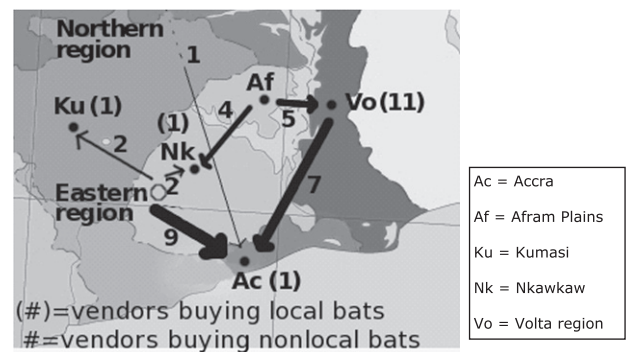 Northern
region
1
Af
Ku (1)
4
5
Vo (11)
(1)
2
Nk
2
Eastern
region
7
9
Ac (1)
(#)=vendors buying local bats
#=vendors buying nonlocal bats
Ac = Accra
Af = Afram Plains
Ku = Kumasi
Nk = Nkawkaw
Vo = Volta region